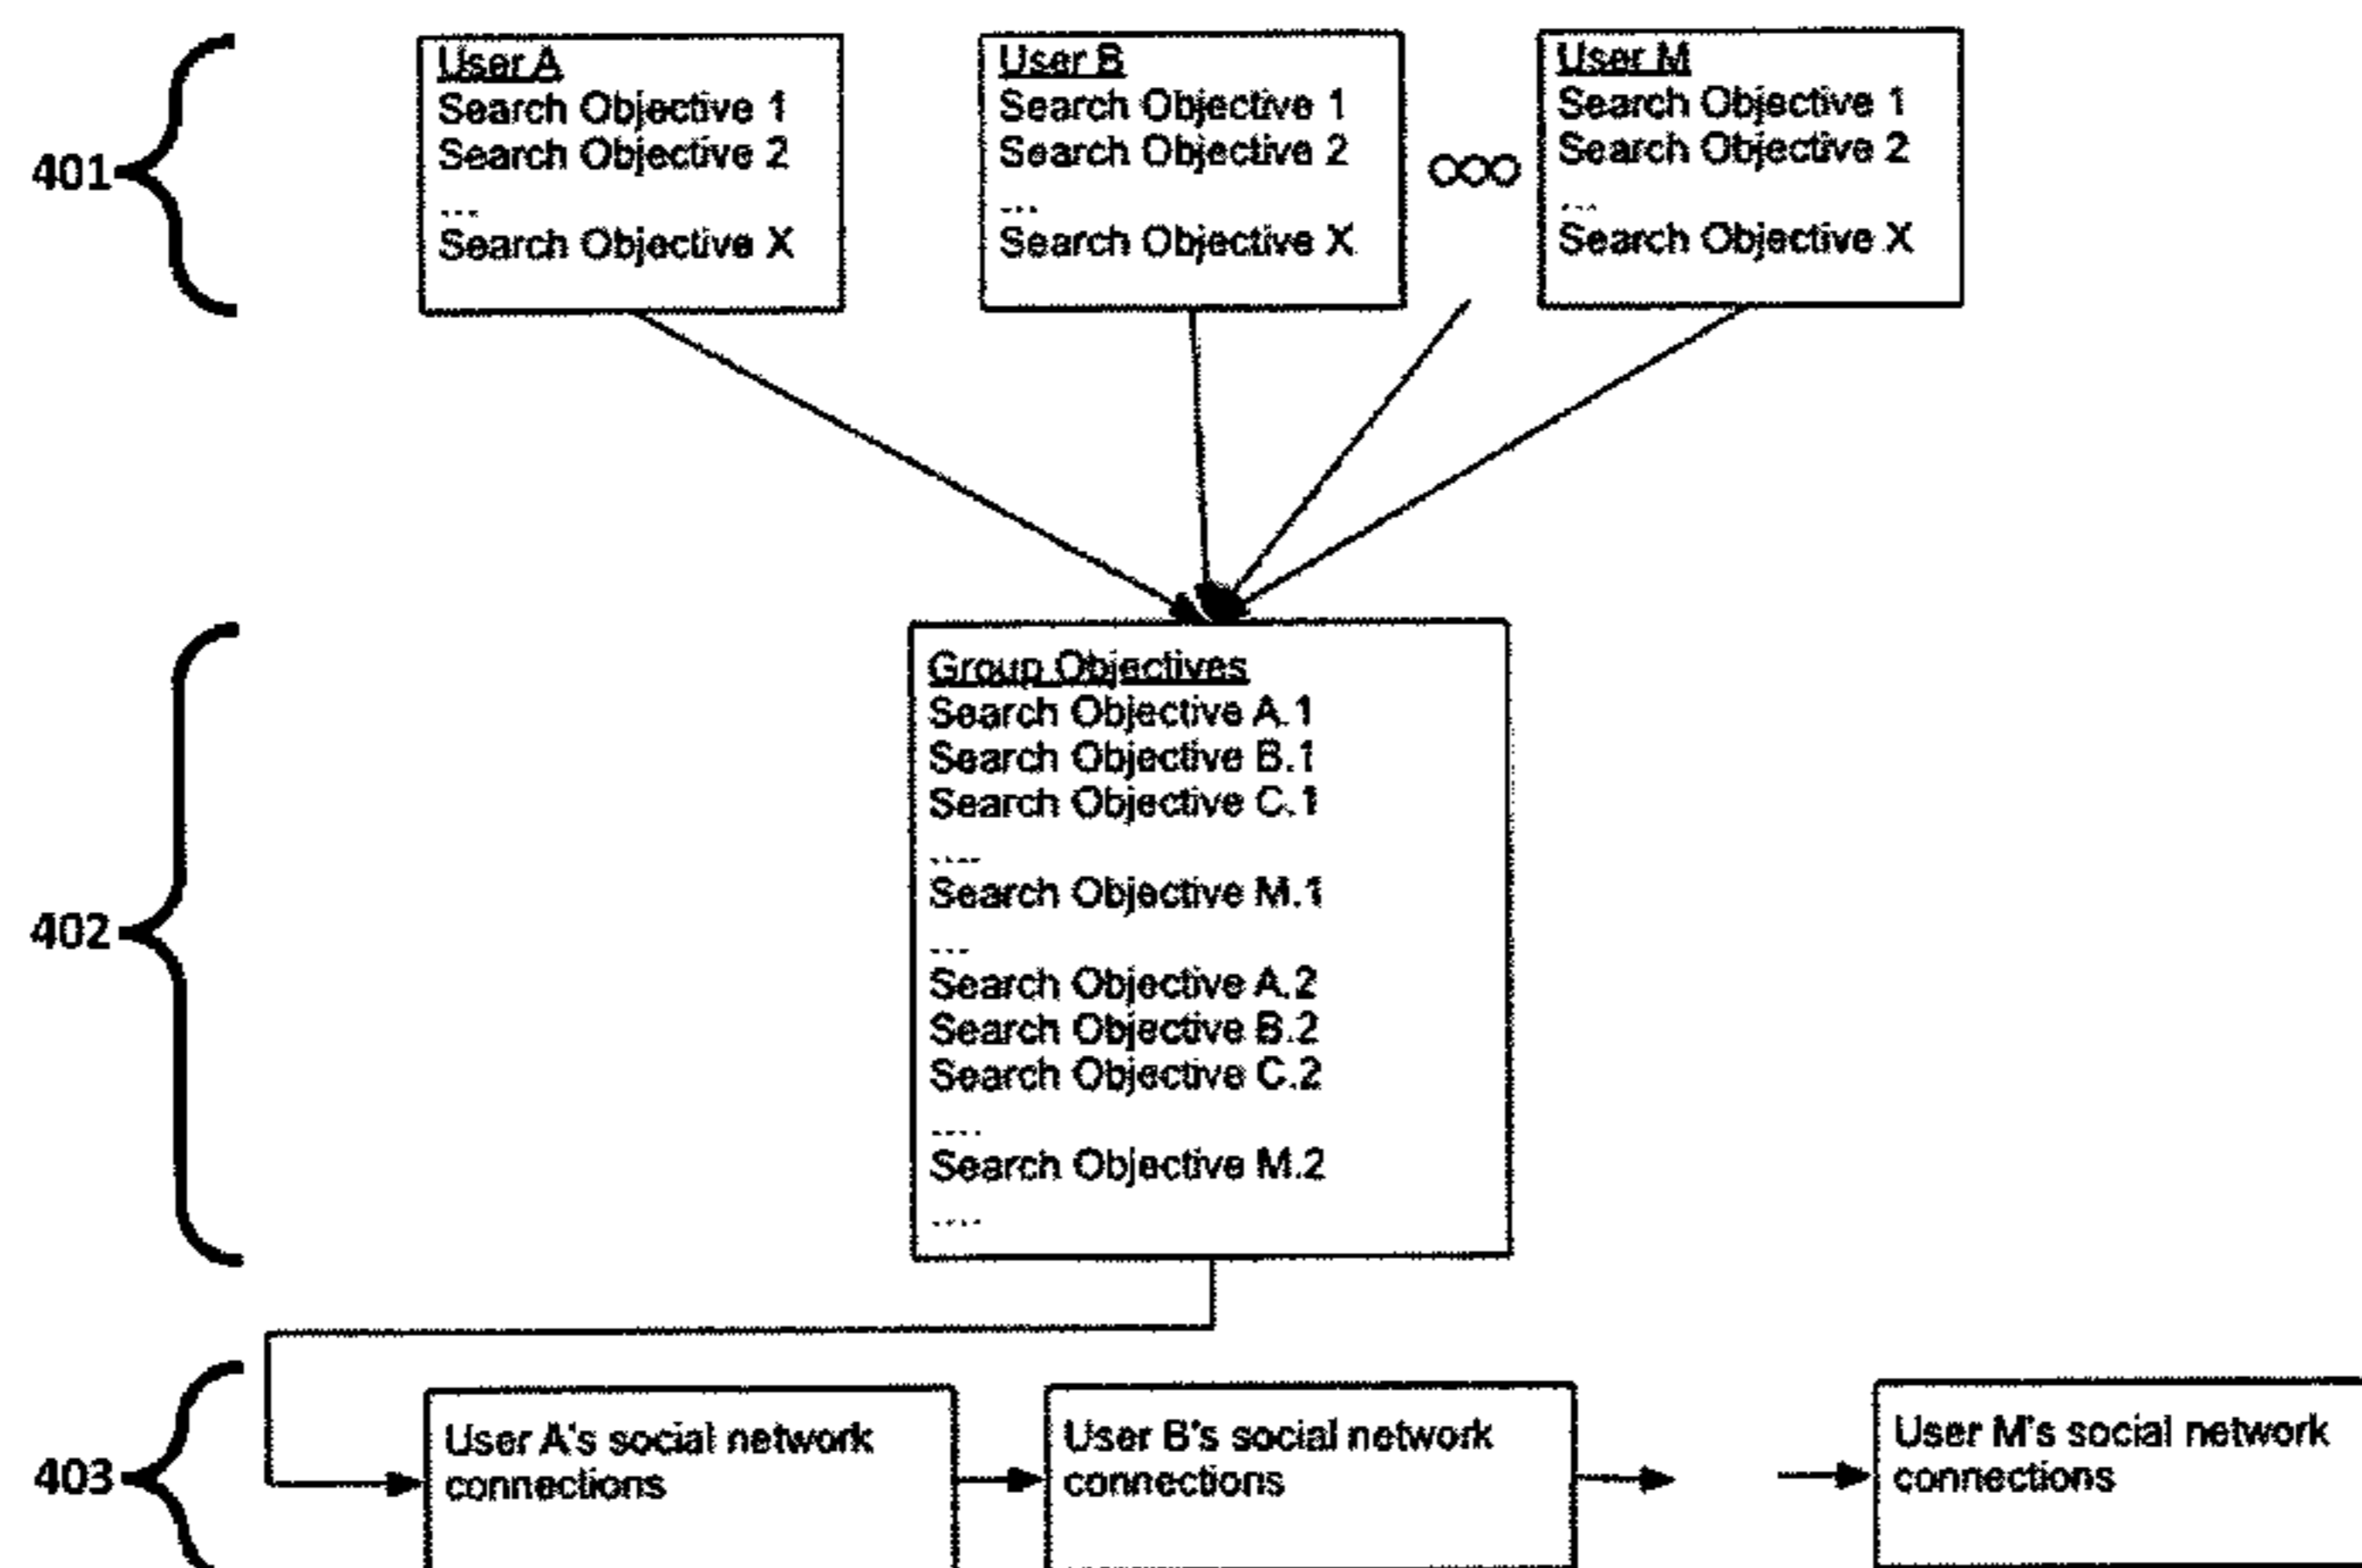 401
User A
Search Objective 1
Search Objective 2
...
Search Objective X
User B
Search Objective 1
Search Objective 2
...
Search Objective X
User M
Search Objective 1
Search Objective 2
...
Search Objective X
402
Group Objectives
Search Objective A.1
Search Objective B.1
Search Objective C.1
....
Search Objective M.1
...
Search Objective A.2
Search Objective B.2
Search Objective C.2
....
Search Objective M.2
....
403
User A's social network
connections
User B's social network
connections
User M's social network
connections